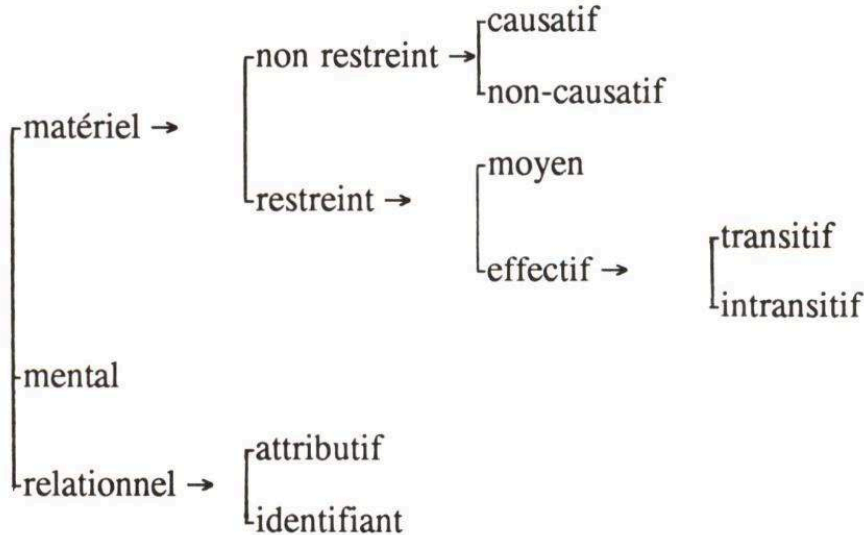 causatif
non restreint →
non-causatif
matériel →
moyen
restreint →
transitif
effectif →
intransitif
mental
attributif
relationnel →
identifiant